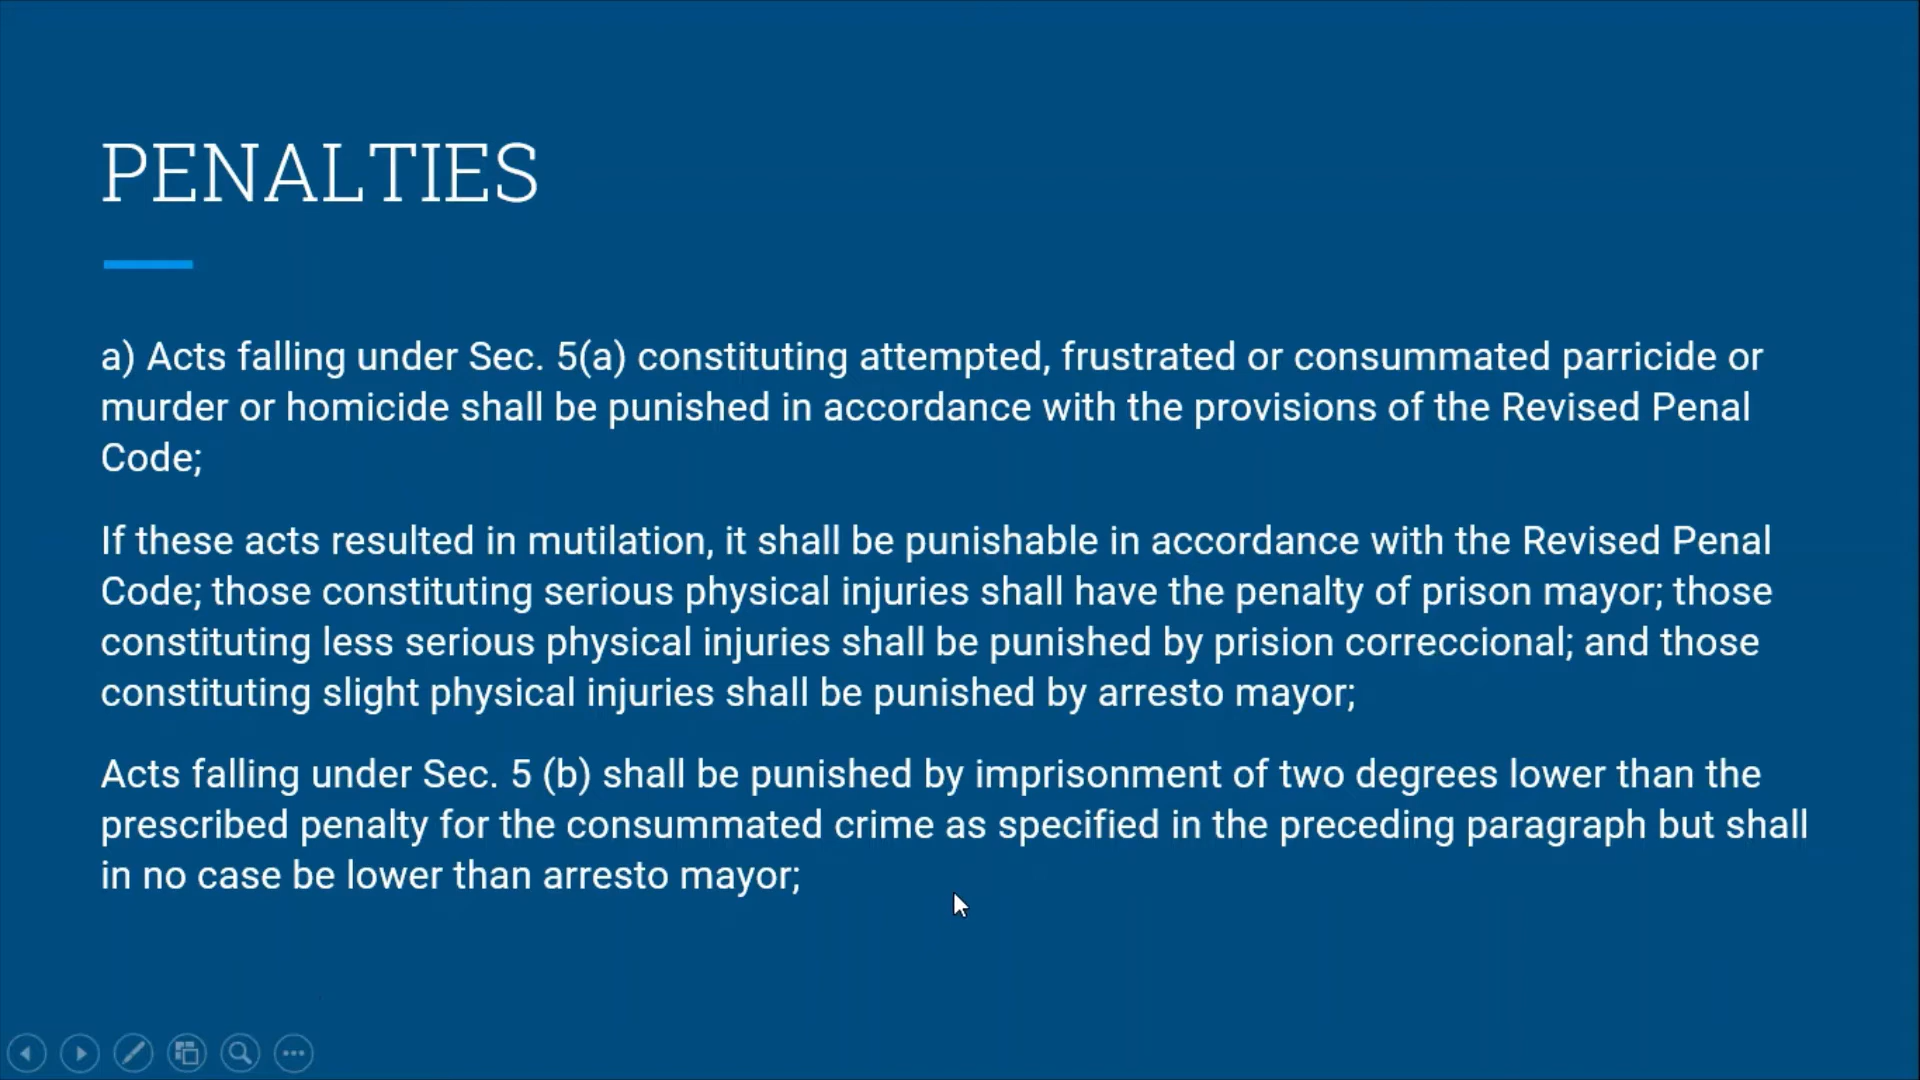 PENALTIES
a) Acts falling under Sec. 5(a) constituting attempted, frustrated or consummated parricide or
murder or homicide shall be punished in accordance with the provisions of the Revised Penal
Code;
If these acts resulted in mutilation, it shall be punishable in accordance with the Revised Penal
Code; those constituting serious physical injuries shall have the penalty of prison mayor; those
constituting less serious physical injuries shall be punished by prision correccional; and those
constituting slight physical injuries shall be punished by arresto mayor;
Acts falling under Sec. 5 (b) shall be punished by imprisonment of two degrees lower than the
prescribed penalty for the consummated crime as specified in the preceding paragraph but shall
in no case be lower than arresto mayor;